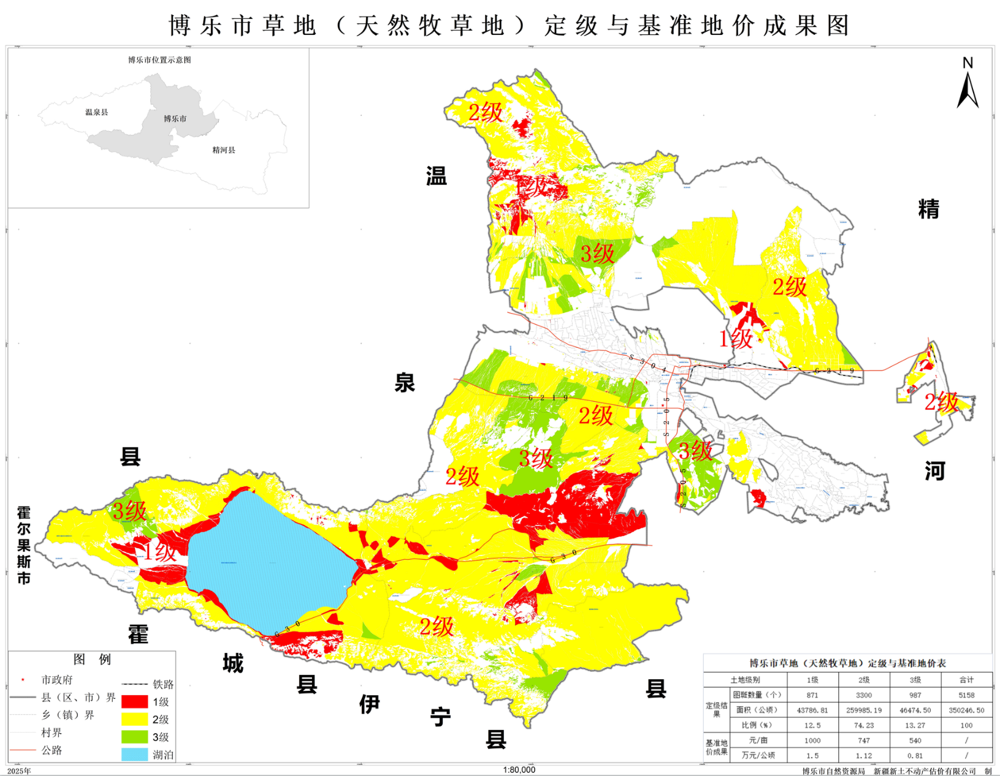 博乐市草地（天然牧草地）定级与基准地价成果图
博乐市位置示意图
温泉县
博乐市
精河县
N
2级
温
1级
精
3级
2级
1级
S304
G219
泉
G219
2级
S205
2级
3级
3级
县
2级
河
S205
3级
霍尔果斯市
1级
G30
2级
G30
霍
城
县
伊
宁
县
县
图 例
市政府
县（区、市）界
乡（镇）界
村界
公路
铁路
1级
2级
3级
湖泊
博乐市草地（天然牧草地）定级与基准地价表
土地级别 1级 2级 3级 合计
定级结果 图斑数量（个） 871 3300 987 5158
面积（公顷） 43786.81 259985.19 46474.50 350246.50
比例（%） 12.5 74.23 13.27 100
基准地价成果 元/亩 1000 747 540 /
万元/公顷 1.5 1.12 0.81 /
2025年
1:80,000
博乐市自然资源局 新疆新土不动产估价有限公司 制